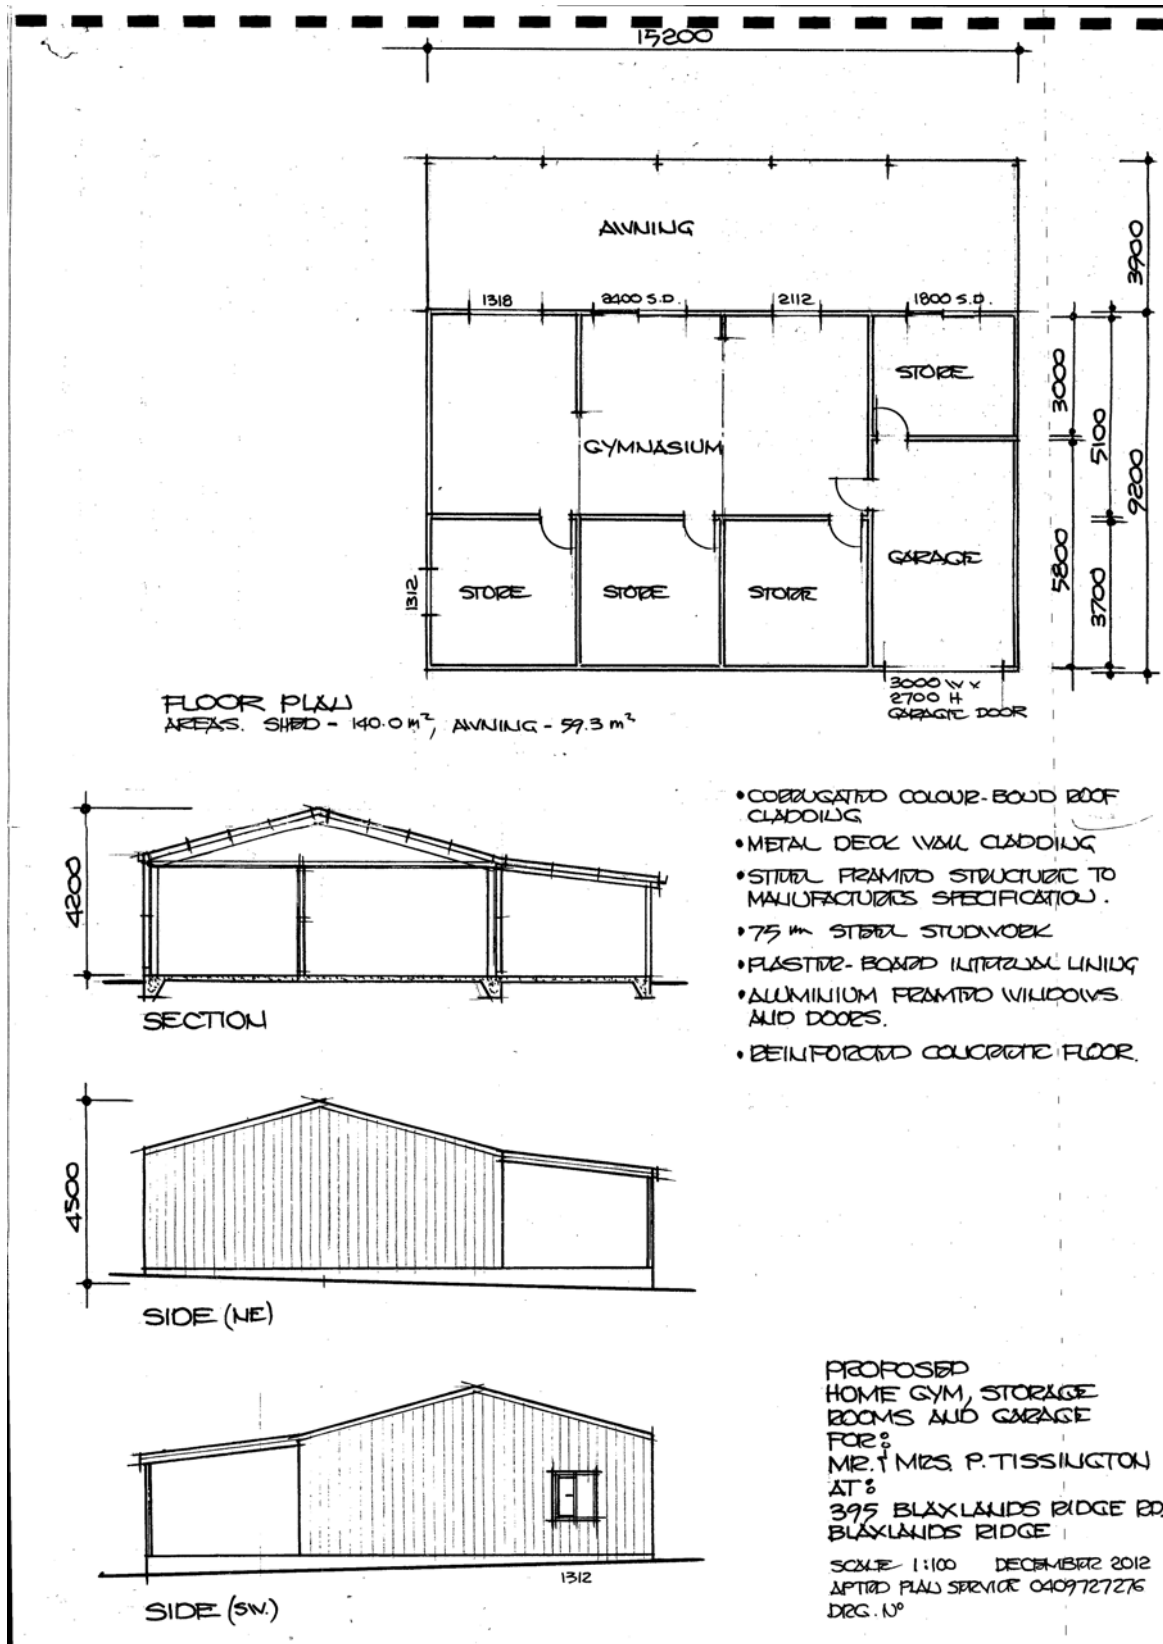 15200
AWNING
3900
1318
2400 S.D.
2112
1800 S.D.
STORE
3000
GYMNASIUM
5100
9200
GARAGE
5800
3700
1312
STORE
STORE
STORE
3000 W x
2700 H
GARAGE DOOR
FLOOR PLAN
AREAS. SHED - 140.0 m², AWNING - 59.3 m²
4200
SECTION
• CORRUGATED COLOUR-BOND ROOF
CLADDING
• METAL DECK WALL CLADDING
• STEEL FRAMED STRUCTURE TO
MANUFACTURERS SPECIFICATION.
• 75 mm STEEL STUDWORK
• PLASTER-BOARD INTERNAL LINING
• ALUMINIUM FRAMED WINDOWS
AND DOORS.
• REINFORCED CONCRETE FLOOR.
4500
SIDE (NE)
1312
SIDE (SW.)
PROPOSED
HOME GYM, STORAGE
ROOMS AND GARAGE
FOR:
MR. & MRS. P. TISSINGTON
AT:
395 BLAXLANDS RIDGE RD.
BLAXLANDS RIDGE
SCALE 1:100 DECEMBER 2012
APTED PLAN SERVICE 0409727276
DRG. Nº